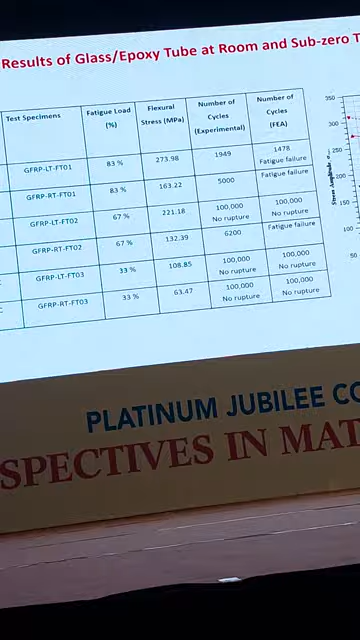 Results of Glass/Epoxy Tube at Room and Sub-zero T
Test Specimens Fatigue Load (%) Flexural Stress (MPa) Number of Cycles (Experimental) Number of Cycles (FEA)
GFRP-LT-FT01 83 % 273.98 1949 1478 Fatigue failure
GFRP-RT-FT01 83 % 163.22 5000 Fatigue failure
GFRP-LT-FT02 67 % 221.18 100,000 No rupture 100,000 No rupture
GFRP-RT-FT02 67 % 132.39 6200 Fatigue failure
GFRP-LT-FT03 33 % 108.85 100,000 No rupture 100,000 No rupture
GFRP-RT-FT03 33 % 63.47 100,000 No rupture 100,000 No rupture
Stress Amplitude
350
300
250
200
150
100
50
PLATINUM JUBILEE CO
SPECTIVES IN MAT